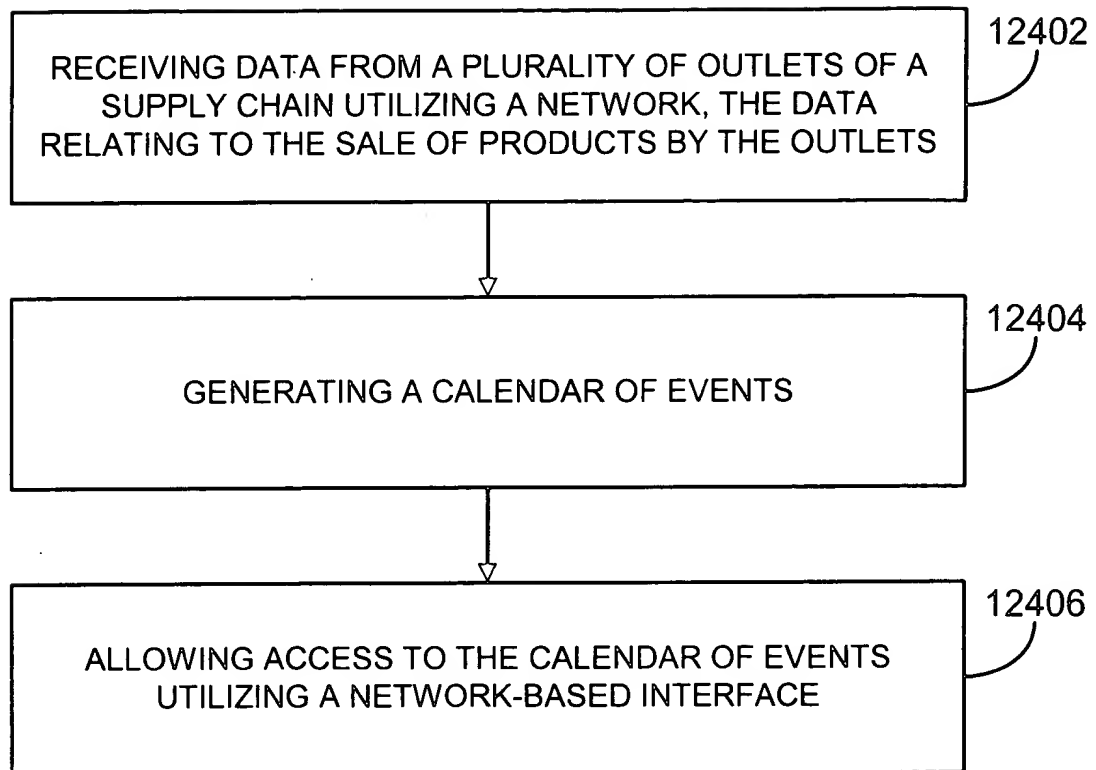 12402
RECEIVING DATA FROM A PLURALITY OF OUTLETS OF A
SUPPLY CHAIN UTILIZING A NETWORK, THE DATA
RELATING TO THE SALE OF PRODUCTS BY THE OUTLETS
12404
GENERATING A CALENDAR OF EVENTS
12406
ALLOWING ACCESS TO THE CALENDAR OF EVENTS
UTILIZING A NETWORK-BASED INTERFACE